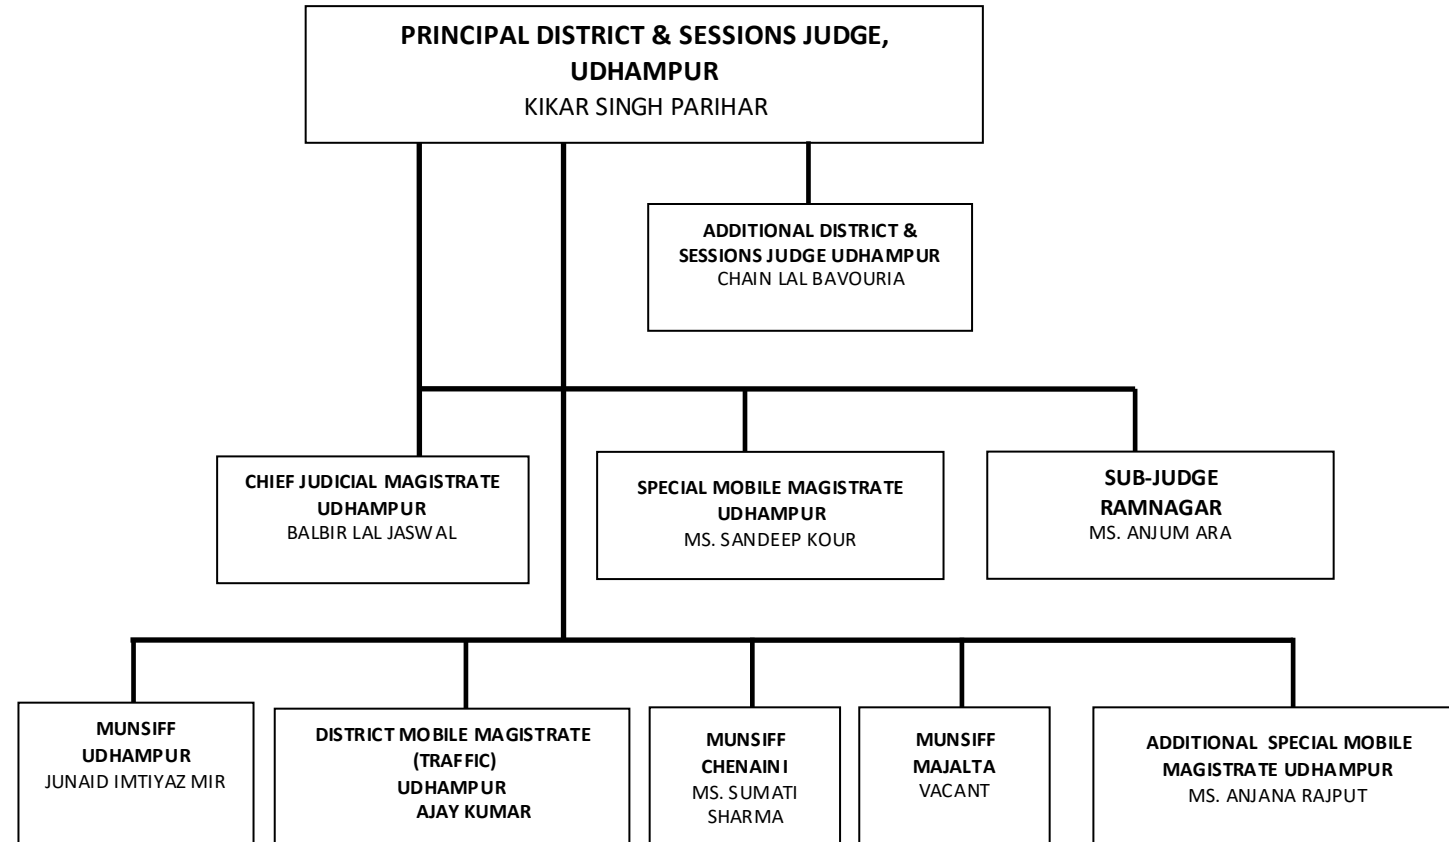 PRINCIPAL DISTRICT & SESSIONS JUDGE,
UDHAMPUR
KIKAR SINGH PARIHAR
ADDITIONAL DISTRICT &
SESSIONS JUDGE UDHAMPUR
CHAIN LAL BAVOURIA
CHIEF JUDICIAL MAGISTRATE
UDHAMPUR
BALBIR LAL JASWAL
SPECIAL MOBILE MAGISTRATE
UDHAMPUR
MS. SANDEEP KOUR
SUB-JUDGE
RAMNAGAR
MS. ANJUM ARA
MUNSIFF
UDHAMPUR
JUNAID IMTIYAZ MIR
DISTRICT MOBILE MAGISTRATE
(TRAFFIC)
UDHAMPUR
AJAY KUMAR
MUNSIFF
CHENAINI
MS. SUMATI
SHARMA
MUNSIFF
MAJALTA
VACANT
ADDITIONAL SPECIAL MOBILE
MAGISTRATE UDHAMPUR
MS. ANJANA RAJPUT